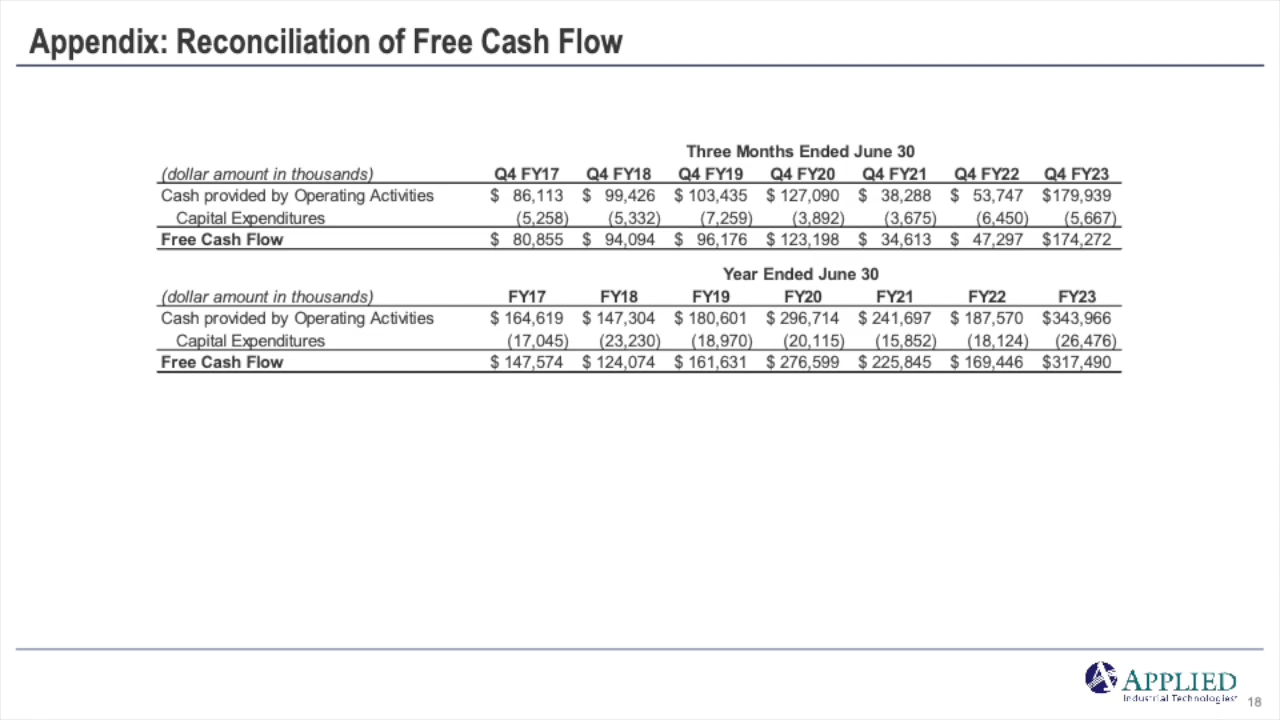 Appendix: Reconciliation of Free Cash Flow
Three Months Ended June 30
(dollar amount in thousands) Q4 FY17 Q4 FY18 Q4 FY19 Q4 FY20 Q4 FY21 Q4 FY22 Q4 FY23
Cash provided by Operating Activities $ 86,113 $ 99,426 $ 103,435 $ 127,090 $ 38,288 $ 53,747 $179,939
Capital Expenditures (5,258) (5,332) (7,259) (3,892) (3,675) (6,450) (5,667)
Free Cash Flow $ 80,855 $ 94,094 $ 96,176 $ 123,198 $ 34,613 $ 47,297 $174,272
Year Ended June 30
(dollar amount in thousands) FY17 FY18 FY19 FY20 FY21 FY22 FY23
Cash provided by Operating Activities $ 164,619 $ 147,304 $ 180,601 $ 296,714 $ 241,697 $ 187,570 $343,966
Capital Expenditures (17,045) (23,230) (18,970) (20,115) (15,852) (18,124) (26,476)
Free Cash Flow $ 147,574 $ 124,074 $ 161,631 $ 276,599 $ 225,845 $ 169,446 $317,490
APPLIED
Industrial Technologies
18